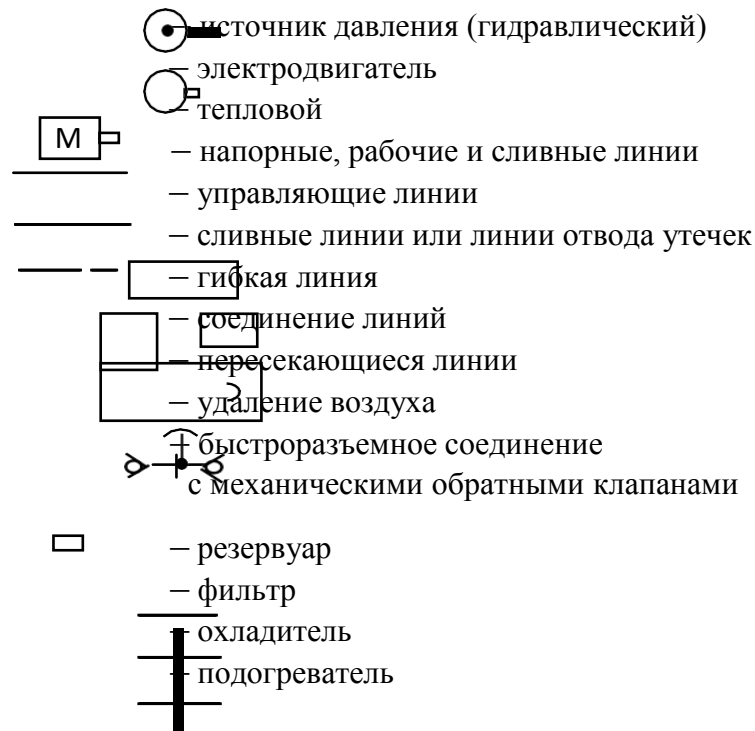 – источник давления (гидравлический)
– электродвигатель
– тепловой
М
– напорные, рабочие и сливные линии
– управляющие линии
– сливные линии или линии отвода утечек
– гибкая линия
– соединение линий
– пересекающиеся линии
– удаление воздуха
– быстроразъемное соединение
с механическими обратными клапанами
– резервуар
– фильтр
– охладитель
– подогреватель